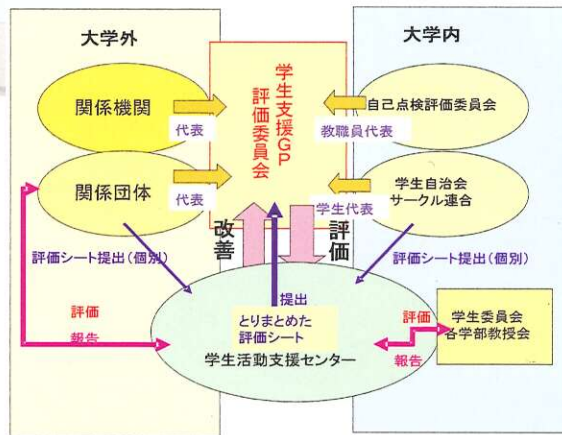 大学外
大学内
学生支援GP
評価委員会
関係機関
代表
自己点検評価委員会
教職員代表
関係団体
代表
学生自治会
サークル連合
学生代表
改善
評価
評価シート提出(個別)
評価シート提出(個別)
提出
とりまとめた
評価シート
学生活動支援センター
評価
報告
評価
報告
学生委員会
各学部教授会